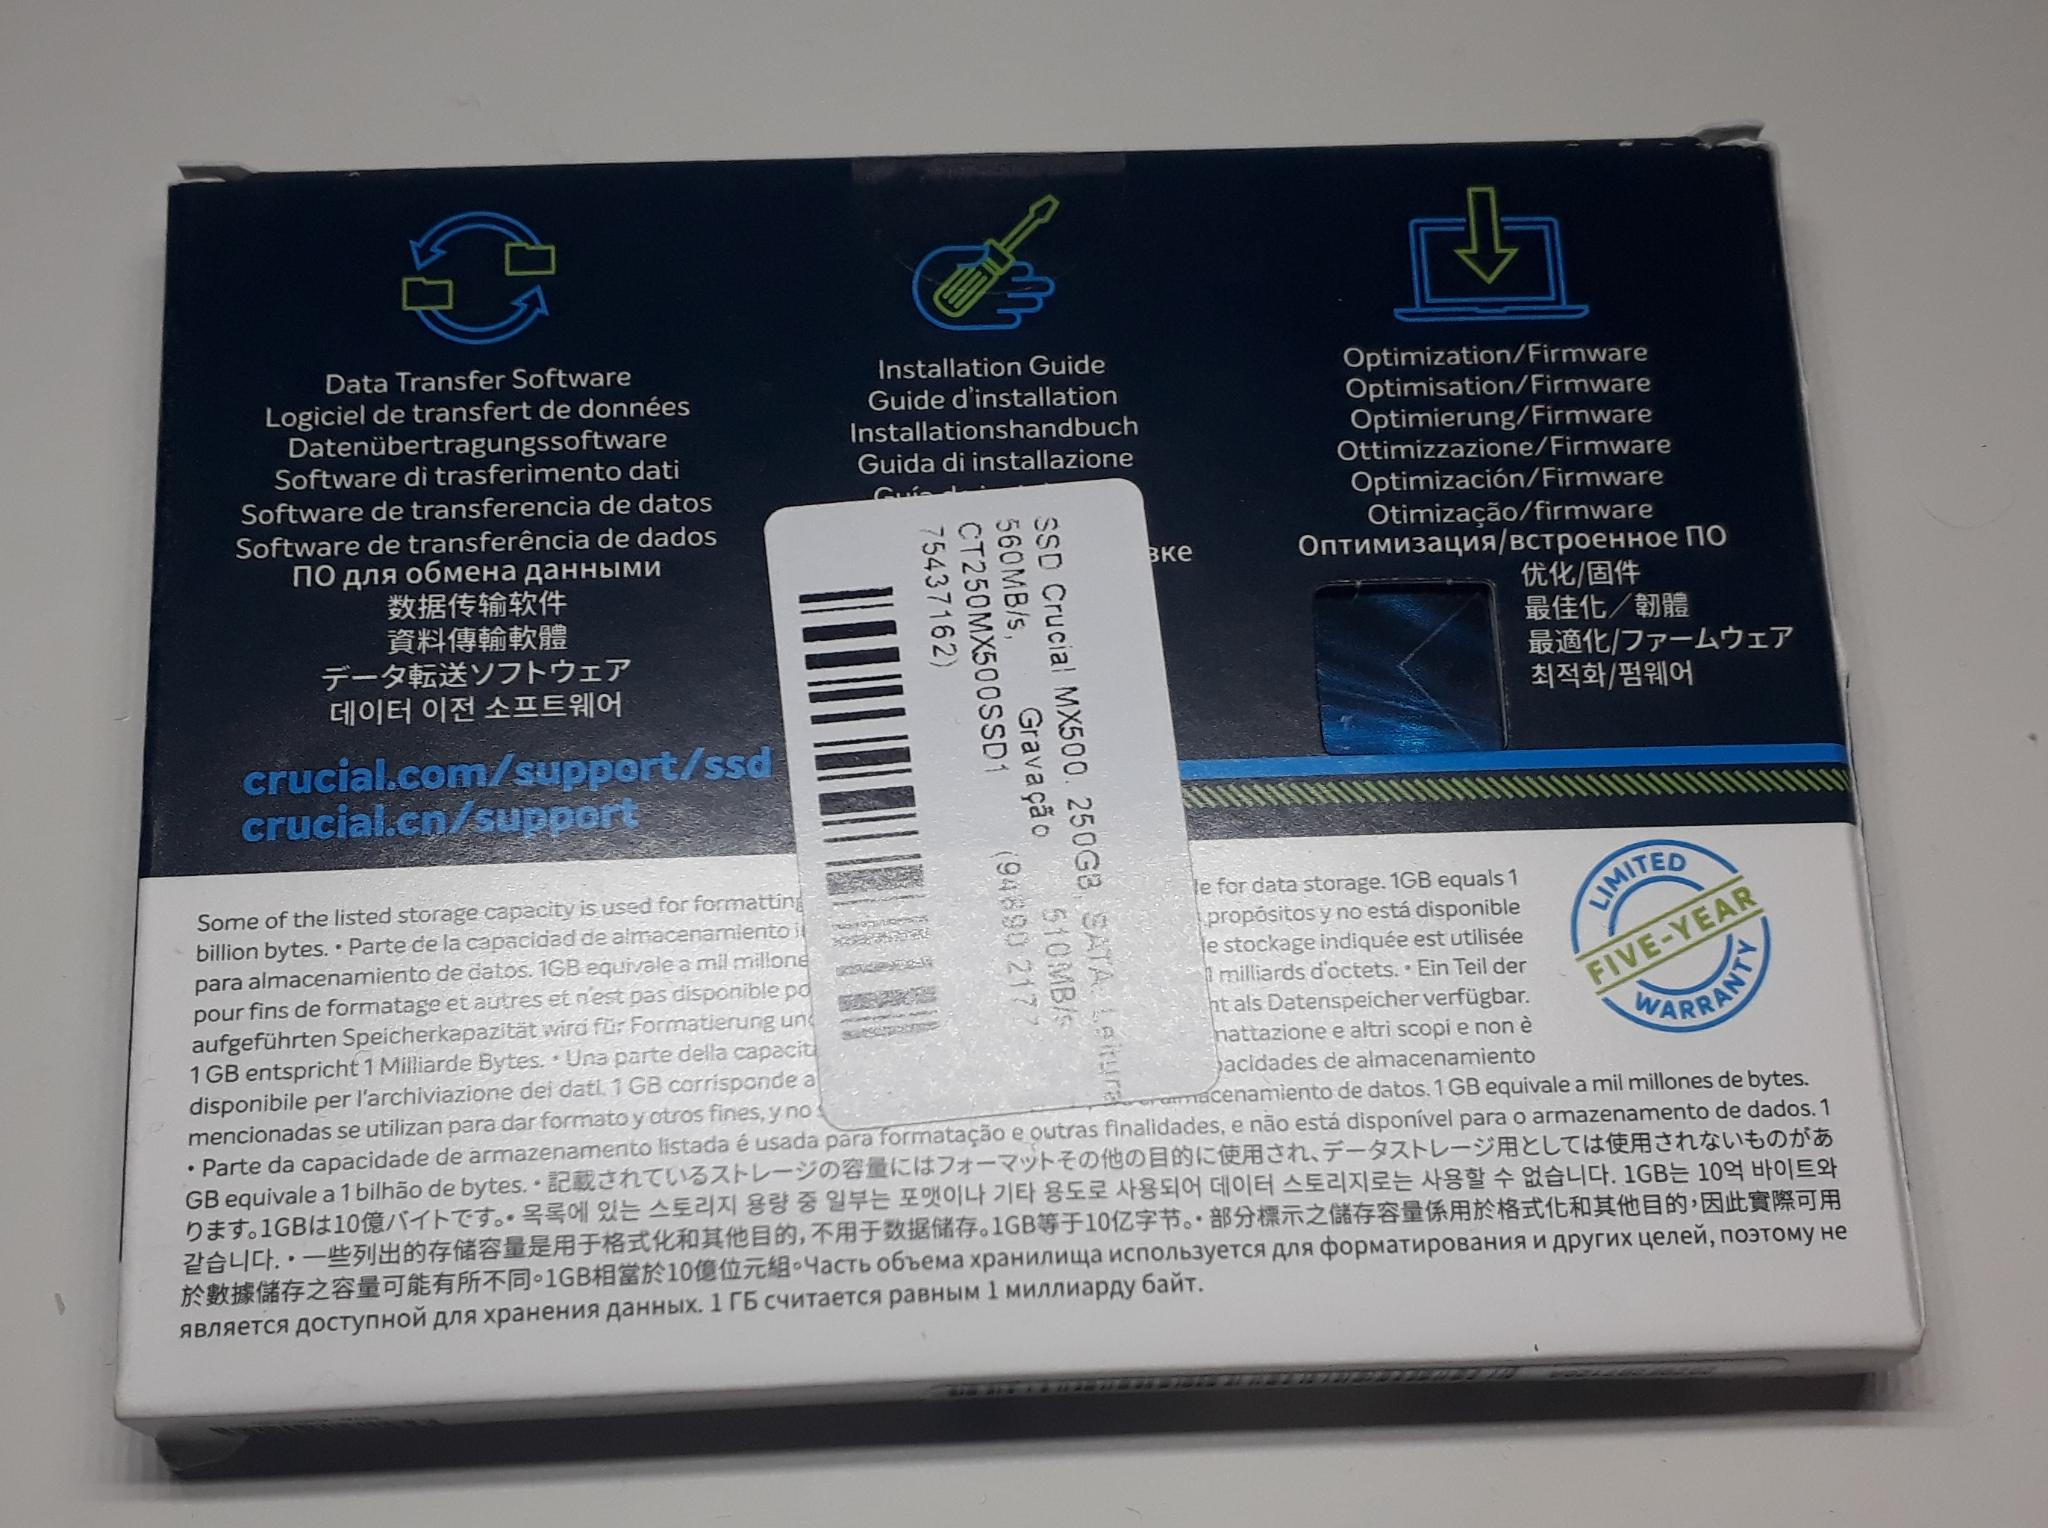 Data Transfer Software
Logiciel de transfert de données
Datenübertragungssoftware
Software di trasferimento dati
Software de transferencia de datos
Software de transferência de dados
ПО для обмена данными
数据传输软件
資料傳輸軟體
データ転送ソフトウェア
데이터 이전 소프트웨어
crucial.com/support/ssd
crucial.cn/support
Installation Guide
Guide d'installation
Installationshandbuch
Guida di installazione
Optimization/Firmware
Optimisation/Firmware
Optimierung/Firmware
Ottimizzazione/Firmware
Optimización/Firmware
Otimização/firmware
Оптимизация/встроенное ПО
优化/固件
最佳化／韌體
最適化/ファームウェア
최적화/펌웨어
SSD Crucial MX500. 250GB, SATA, Leitura
560MB/s, Gravação 510MB/s
CT250MX500SSD1
75437162)
LIMITED
FIVE-YEAR
WARRANTY
Some of the listed storage capacity is used for formatting for data storage. 1GB equals 1
billion bytes. • Parte de la capacidad de almacenamiento propósitos y no está disponible
para almacenamiento de datos. 1GB equivale a mil stockage indiquée est utilisée
pour fins de formatage et autres et n'est pas disponible 1 milliards d'octets. • Ein Teil der
aufgeführten Speicherkapazität wird für Formatierung als Datenspeicher verfügbar.
1 GB entspricht 1 Milliarde Bytes. • Una parte della e altri scopi e non è
disponibile per l'archiviazione dei dati. 1 GB corrisponde a de almacenamiento
mencionadas se utilizan para dar formato y otros fines, y no de datos. 1 GB equivale a mil millones de bytes.
• Parte da capacidade de armazenamento listada é usada para formatação e outras finalidades, e não está disponível para o armazenamento de dados. 1
GB equivale a 1 bilhão de bytes. • 記載されているストレージの容量にはフォーマットその他の目的に使用され、データストレージ用としては使用されないものがあ
ります。1GBは10億バイトです。• 목록에 있는 스토리지 용량 중 일부는 포맷이나 기타 용도로 사용되어 데이터 스토리지로는 사용할 수 없습니다. 1GB는 10억 바이트와
같습니다. • 一些列出的存储容量是用于格式化和其他目的，不用于数据储存。1GB等于10亿字节。• 部分標示之儲存容量係用於格式化和其他目的，因此實際可用
於數據儲存之容量可能有所不同。1GB相當於10億位元組。Часть объема хранилища используется для форматирования и других целей, поэтому не
является доступной для хранения данных. 1 ГБ считается равным 1 миллиарду байт.